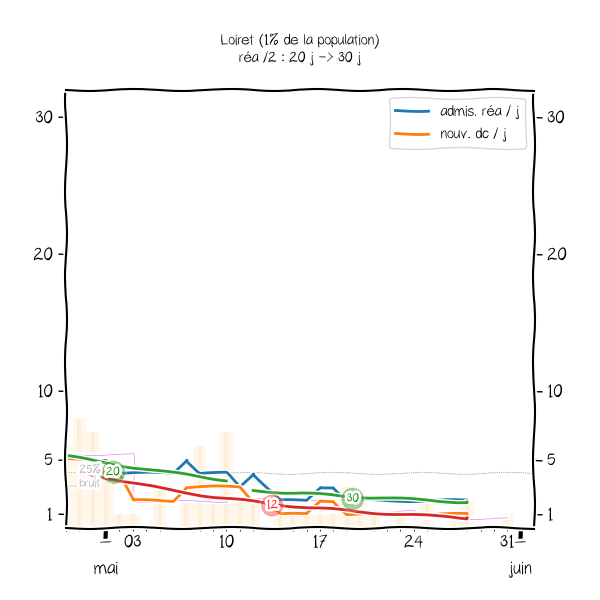 Loiret (1% de la population)
réa /2 : 20 j -> 30 j
admis. réa / j
nouv. dc / j
30
30
20
20
10
10
5
5
25%
bruit
20
30
12
1
1
03
10
17
24
31
mai
juin